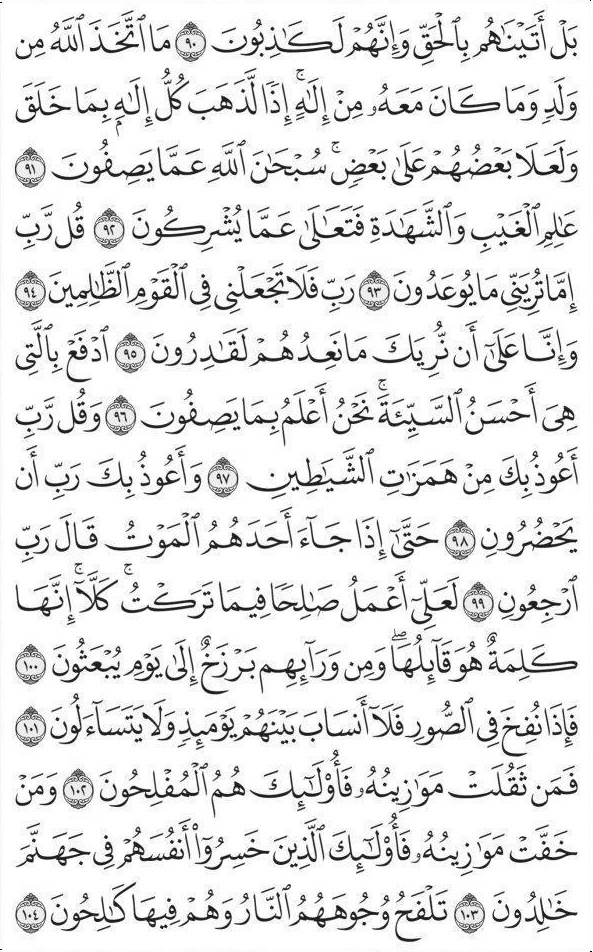 بَلْ أَتَيْنَـٰهُم بِٱلْحَقِّ وَإِنَّهُمْ لَكَـٰذِبُونَ ٩٠ مَا ٱتَّخَذَ ٱللَّهُ مِن
وَلَدٍ وَمَا كَانَ مَعَهُۥ مِنْ إِلَـٰهٍ ۚ إِذًا لَّذَهَبَ كُلُّ إِلَـٰهٍۭ بِمَا خَلَقَ
وَلَعَلَا بَعْضُهُمْ عَلَىٰ بَعْضٍ ۚ سُبْحَـٰنَ ٱللَّهِ عَمَّا يَصِفُونَ ٩١
عَـٰلِمِ ٱلْغَيْبِ وَٱلشَّهَـٰدَةِ فَتَعَـٰلَىٰ عَمَّا يُشْرِكُونَ ٩٢ قُل رَّبِّ
إِمَّا تُرِيَنِّى مَا يُوعَدُونَ ٩٣ رَبِّ فَلَا تَجْعَلْنِى فِى ٱلْقَوْمِ ٱلظَّـٰلِمِينَ ٩٤
وَإِنَّا عَلَىٰٓ أَن نُّرِيَكَ مَا نَعِدُهُمْ لَقَـٰدِرُونَ ٩٥ ٱدْفَعْ بِٱلَّتِى
هِىَ أَحْسَنُ ٱلسَّيِّئَةَ ۚ نَحْنُ أَعْلَمُ بِمَا يَصِفُونَ ٩٦ وَقُل رَّبِّ
أَعُوذُ بِكَ مِنْ هَمَزَٰتِ ٱلشَّيَـٰطِينِ ٩٧ وَأَعُوذُ بِكَ رَبِّ أَن
يَحْضُرُونِ ٩٨ حَتَّىٰٓ إِذَا جَآءَ أَحَدَهُمُ ٱلْمَوْتُ قَالَ رَبِّ
ٱرْجِعُونِ ٩٩ لَعَلِّىٓ أَعْمَلُ صَـٰلِحًا فِيمَا تَرَكْتُ ۚ كَلَّآ ۚ إِنَّهَا
كَلِمَةٌ هُوَ قَآئِلُهَا ۖ وَمِن وَرَآئِهِم بَرْزَخٌ إِلَىٰ يَوْمِ يُبْعَثُونَ ١٠٠
فَإِذَا نُفِخَ فِى ٱلصُّورِ فَلَآ أَنسَابَ بَيْنَهُمْ يَوْمَئِذٍ وَلَا يَتَسَآءَلُونَ ١٠١
فَمَن ثَقُلَتْ مَوَٰزِينُهُۥ فَأُو۟لَـٰٓئِكَ هُمُ ٱلْمُفْلِحُونَ ١٠٢ وَمَنْ
خَفَّتْ مَوَٰزِينُهُۥ فَأُو۟لَـٰٓئِكَ ٱلَّذِينَ خَسِرُوٓا۟ أَنفُسَهُمْ فِى جَهَنَّمَ
خَـٰلِدُونَ ١٠٣ تَلْفَحُ وُجُوهَهُمُ ٱلنَّارُ وَهُمْ فِيهَا كَـٰلِحُونَ ١٠٤